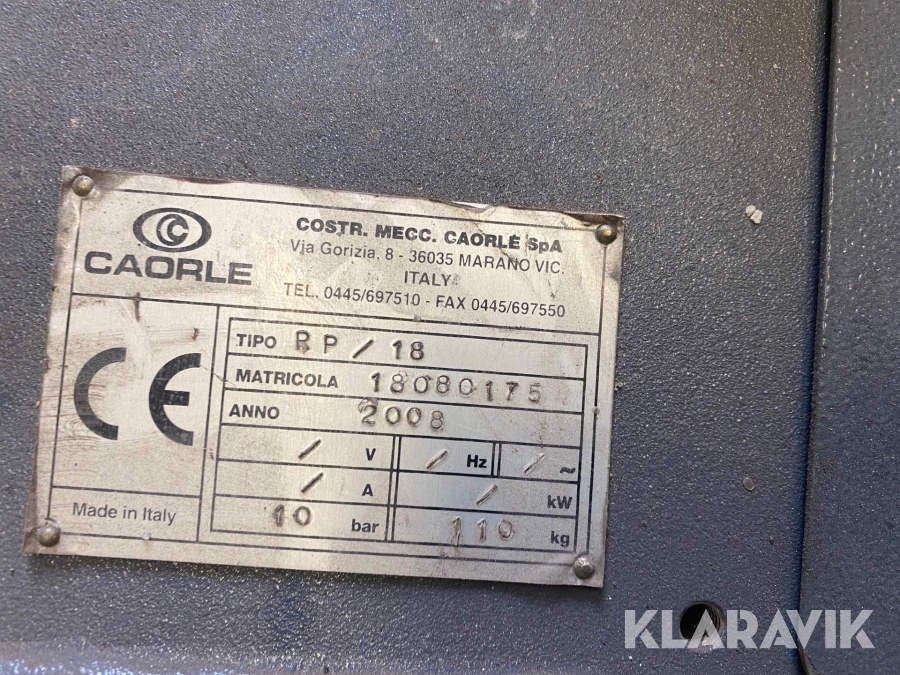 CAORLE
COSTR. MECC. CAORLE SpA
Via Gorizia, 8 - 36035 MARANO VIC.
ITALY
TEL. 0445/697510 - FAX 0445/697550
CE
Made in Italy
TIPO RP/18
MATRICOLA 18080175
ANNO 2008
/ V / Hz / ~
/ A / kW
10 bar 110 kg
KLARAVIK